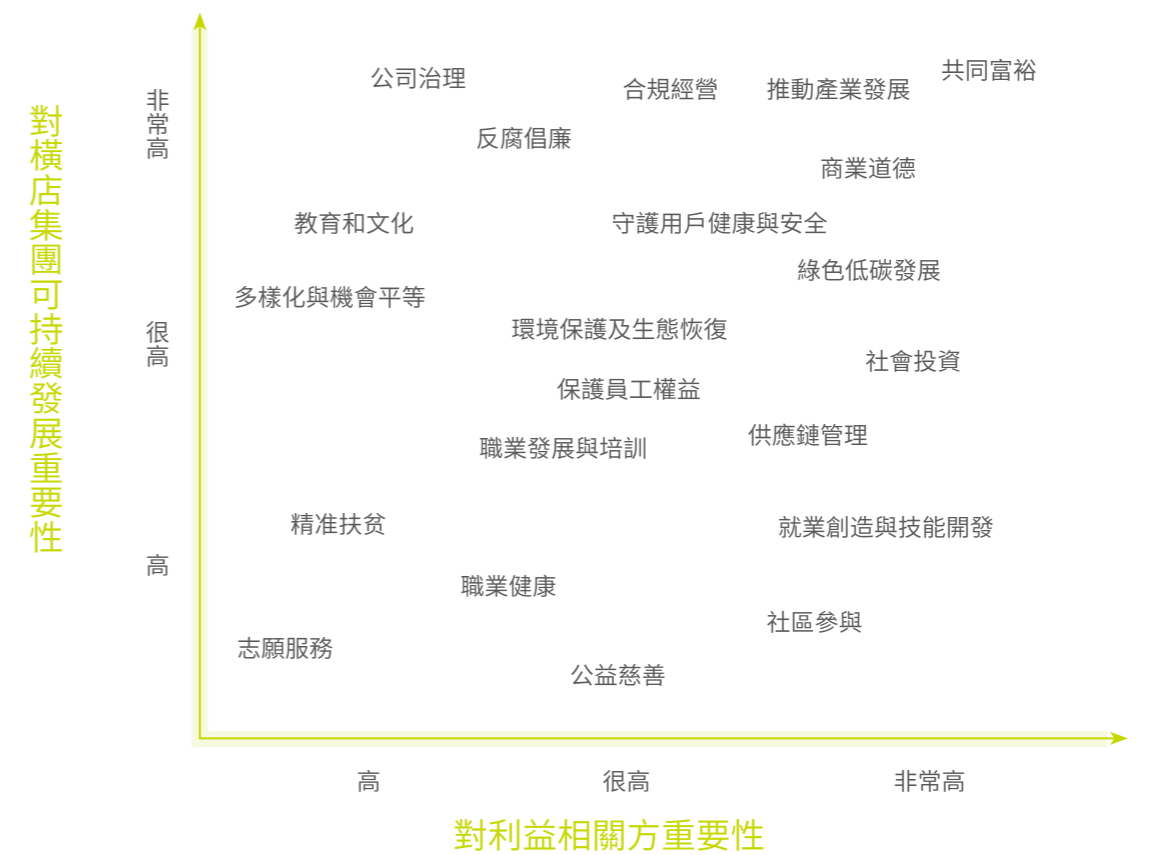 對橫店集團可持續發展重要性
非常高
很高
高
共同富裕
公司治理
合規經營
推動產業發展
反腐倡廉
商業道德
教育和文化
守護用戶健康與安全
綠色低碳發展
多樣化與機會平等
環境保護及生態恢復
社會投資
保護員工權益
供應鏈管理
職業發展與培訓
精准扶贫
就業創造與技能開發
職業健康
社區參與
志願服務
公益慈善
高
很高
非常高
對利益相關方重要性